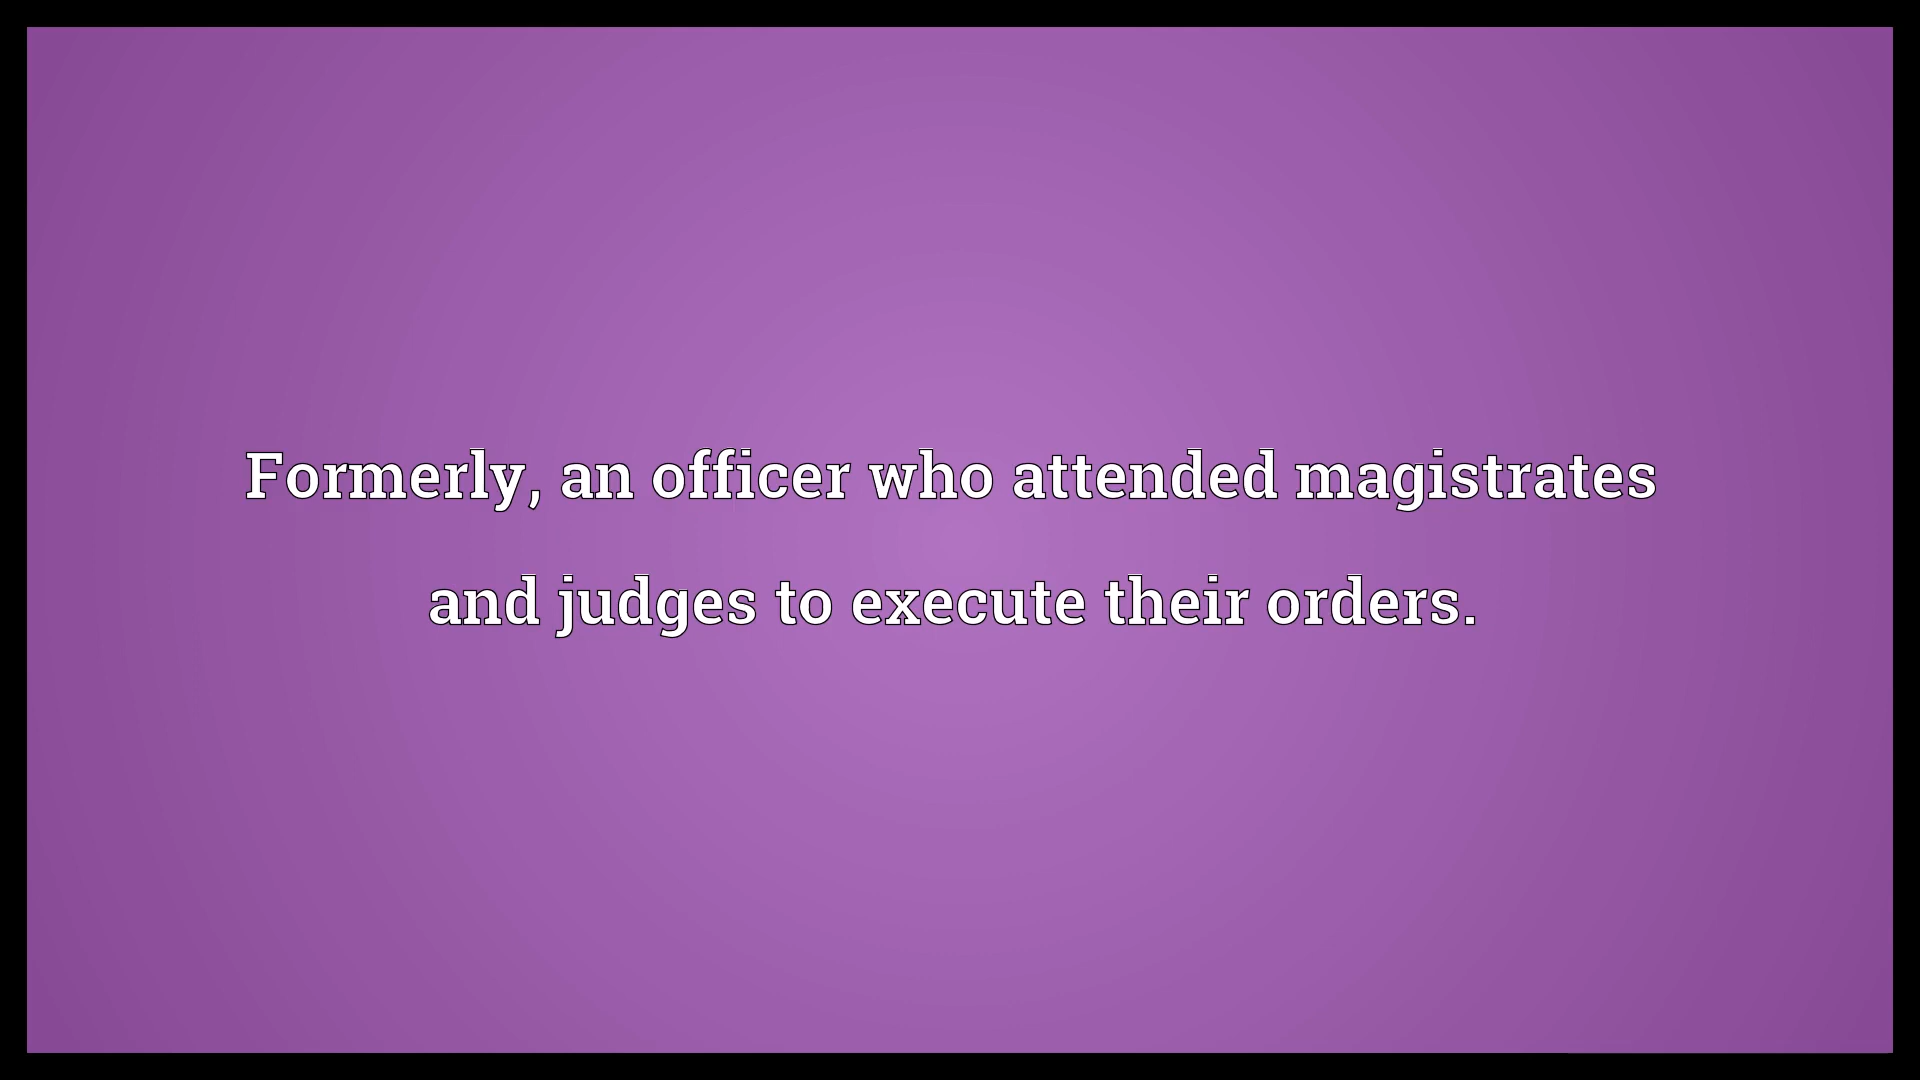 Formerly, an officer who attended magistrates
and judges to execute their orders.